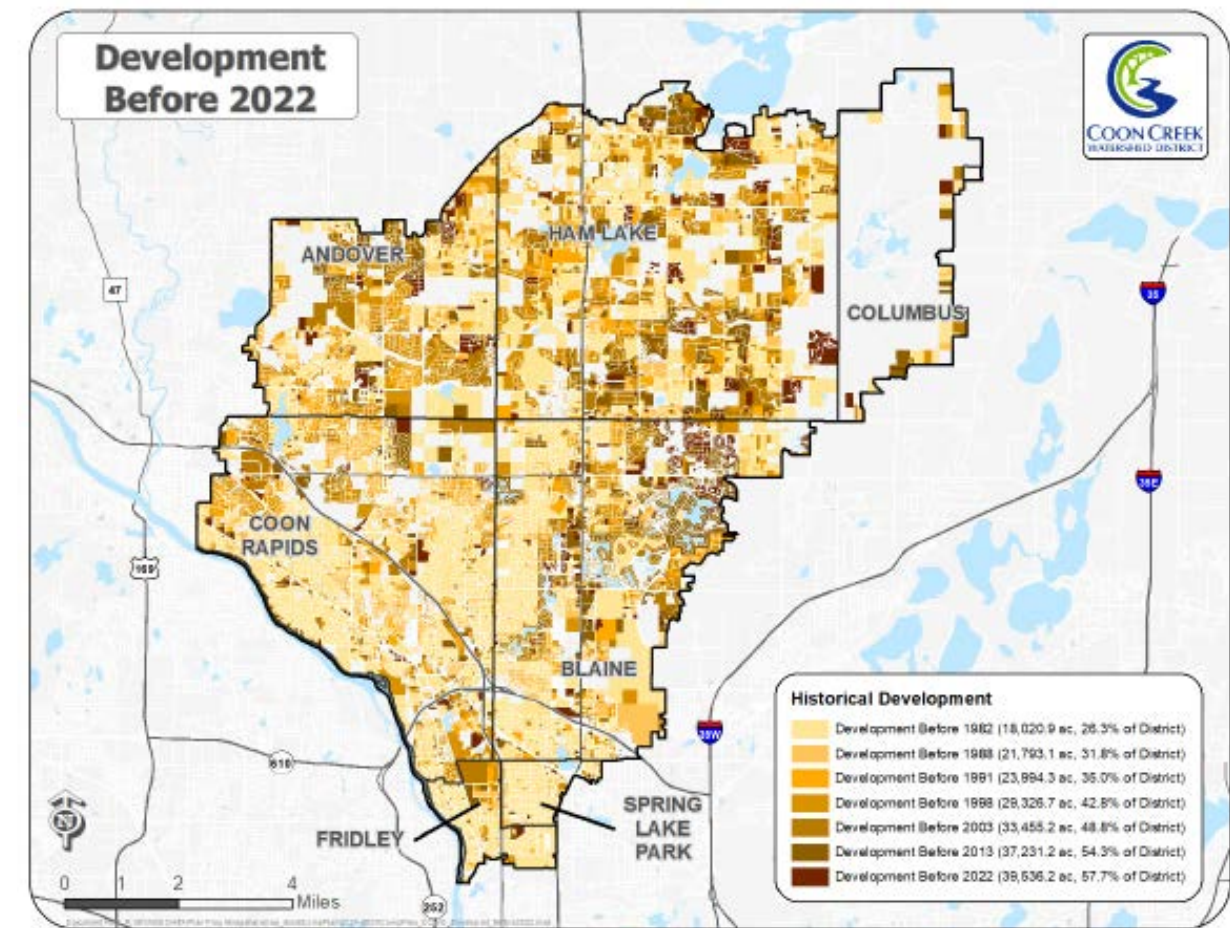 Development
Before 2022
COON CREEK
WATERSHED DISTRICT
ANDOVER
HAM LAKE
COLUMBUS
47
35
35E
COON
RAPIDS
169
BLAINE
35W
610
FRIDLEY
SPRING
LAKE
PARK
252
N
0 1 2 4
Miles
Historical Development
Development Before 1982 (18,020.9 ac, 26.3% of District)
Development Before 1988 (21,793.1 ac, 31.8% of District)
Development Before 1991 (23,994.3 ac, 35.0% of District)
Development Before 1998 (29,326.7 ac, 42.8% of District)
Development Before 2003 (33,455.2 ac, 48.8% of District)
Development Before 2013 (37,231.2 ac, 54.3% of District)
Development Before 2022 (39,536.2 ac, 57.7% of District)